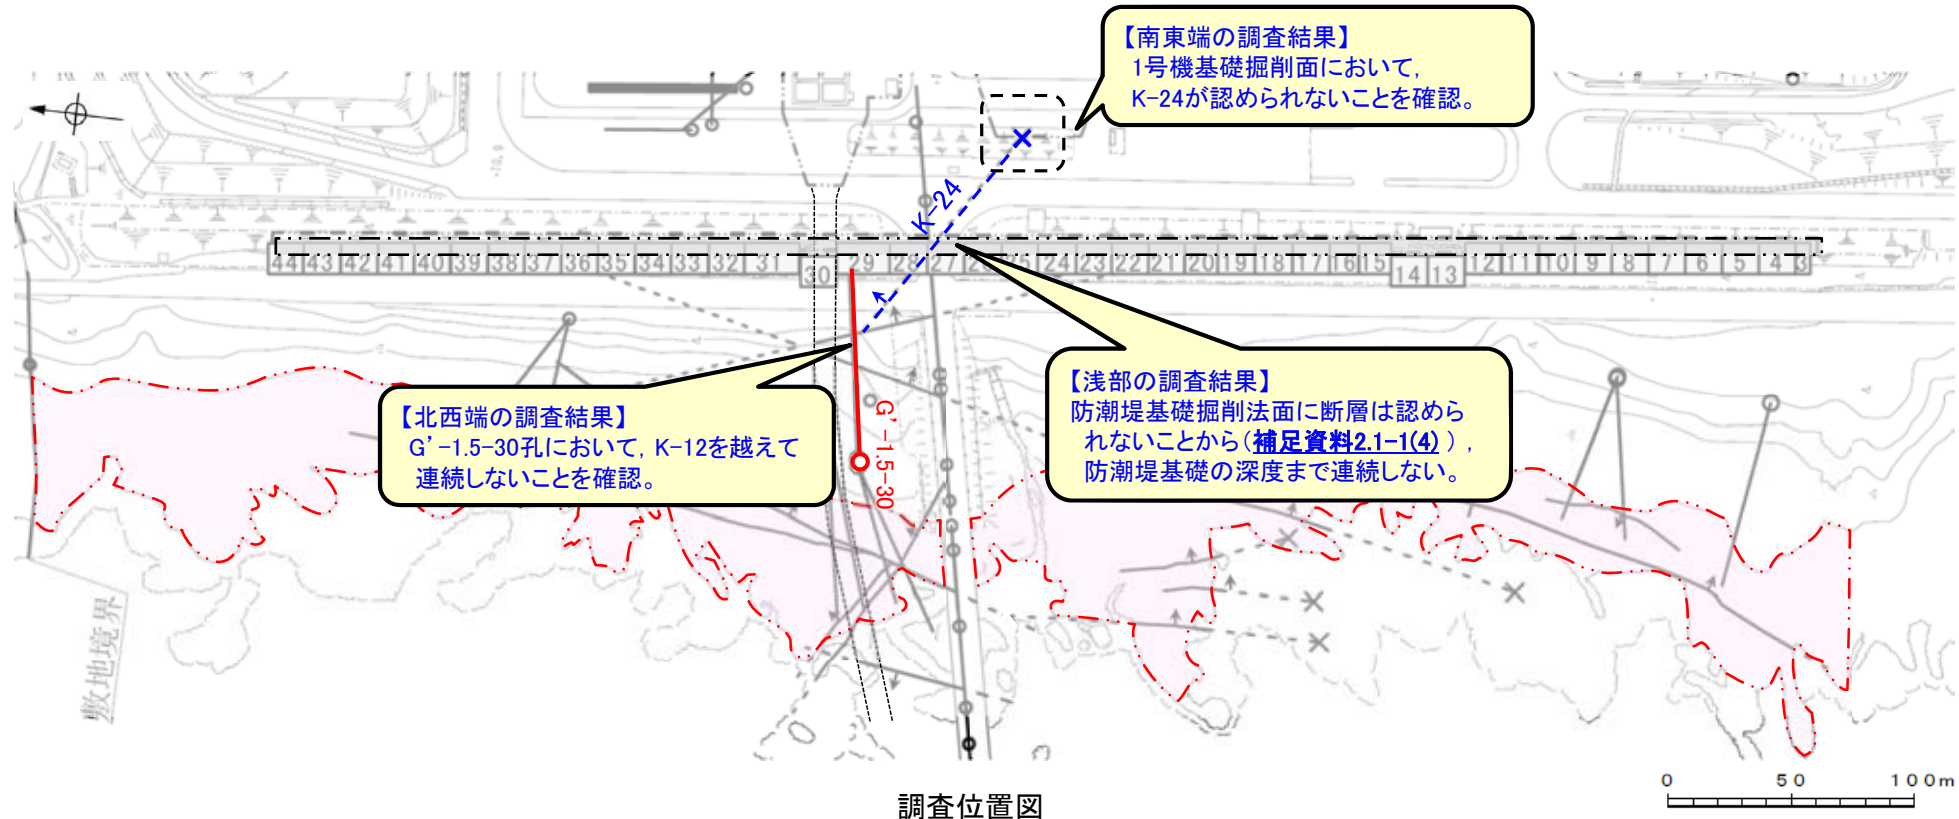 【南東端の調査結果】
1号機基礎掘削面において，
K-24が認められないことを確認。
K-24
44 43 42 41 40 39 38 37 36 35 34 33 32 31 30 29 28 27 26 25 24 23 22 21 20 19 18 17 16 15 14 13 12 11 10 9 8 7 6 5 4 3
【北西端の調査結果】
G’-1.5-30孔において，K-12を越えて
連続しないことを確認。
G’-1.5-30
【浅部の調査結果】
防潮堤基礎掘削法面に断層は認めら
れないことから（補足資料2.1-1(4)），
防潮堤基礎の深度まで連続しない。
敷地境界
0 50 100m
調査位置図